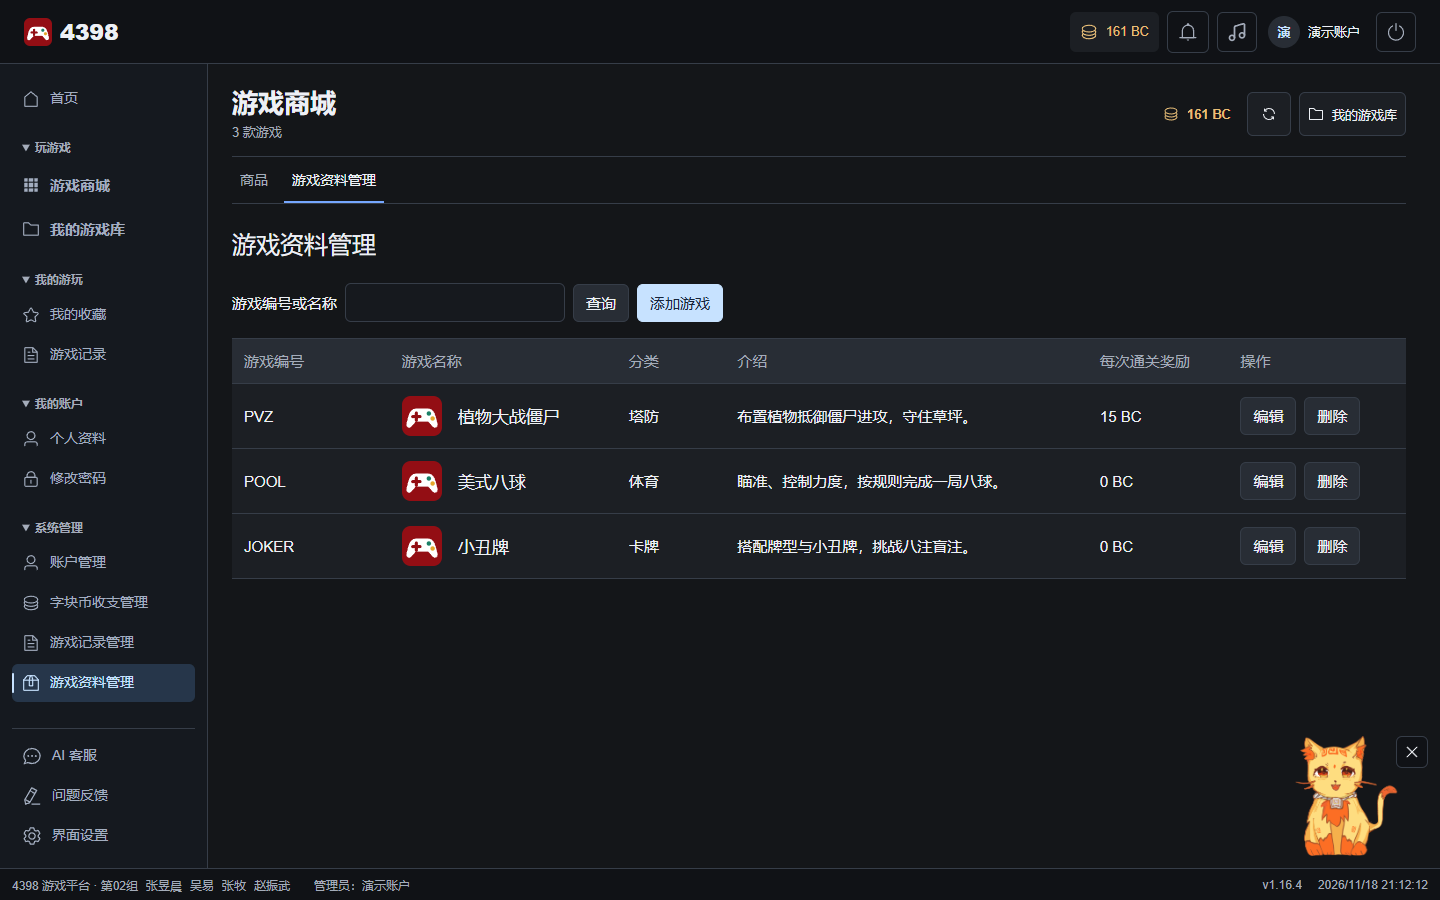 4398
161 BC
演
演示账户
首页
玩游戏
游戏商城
我的游戏库
我的游玩
我的收藏
游戏记录
我的账户
个人资料
修改密码
系统管理
账户管理
字块币收支管理
游戏记录管理
游戏资料管理
AI 客服
问题反馈
界面设置
游戏商城
3 款游戏
161 BC
我的游戏库
商品 游戏资料管理
游戏资料管理
游戏编号或名称 查询 添加游戏
游戏编号 游戏名称 分类 介绍 每次通关奖励 操作
PVZ 植物大战僵尸 塔防 布置植物抵御僵尸进攻，守住草坪。 15 BC 编辑 删除
POOL 美式八球 体育 瞄准、控制力度，按规则完成一局八球。 0 BC 编辑 删除
JOKER 小丑牌 卡牌 搭配牌型与小丑牌，挑战八注盲注。 0 BC 编辑 删除
4398 游戏平台 · 第02组 张昱晨 吴易 张牧 赵振武 管理员：演示账户
v1.16.4 2026/11/18 21:12:12